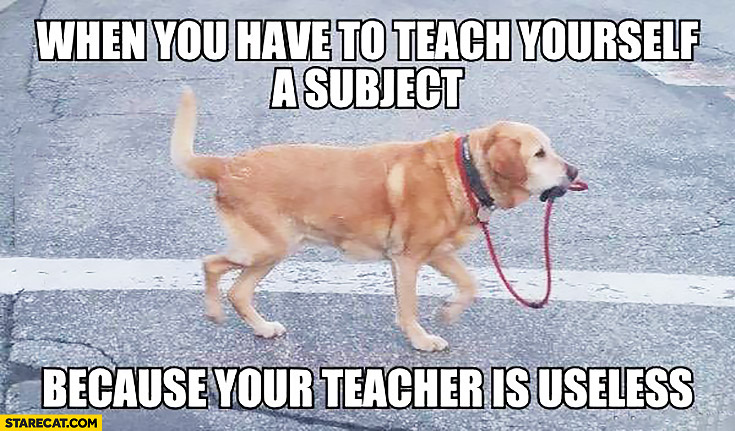 WHEN YOU HAVE TO TEACH YOURSELF
A SUBJECT
BECAUSE YOUR TEACHER IS USELESS
STARECAT.COM